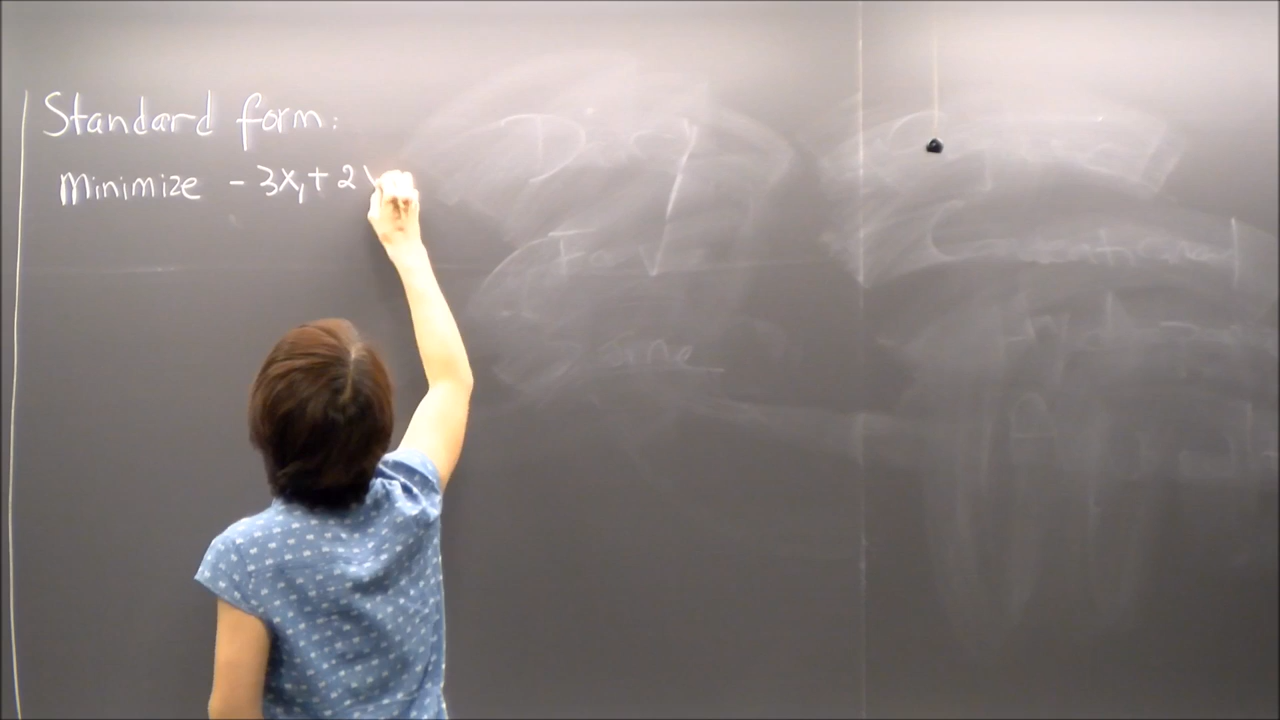 Standard form:
Minimize - 3x₁ + 2